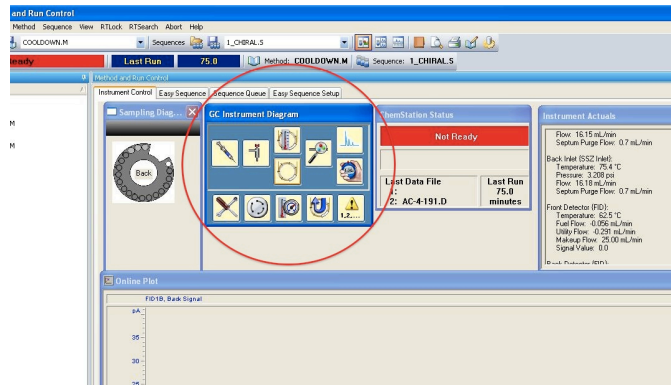 and Run Control
Method Sequence View RTLock RTSearch Abort Help
COOLDOWN.M Sequences 1_CHIRAL.S
eady Last Run 75.0 Method: COOLDOWN.M Sequence: 1_CHIRAL.S
Method and Run Control
Instrument Control Easy Sequence Sequence Queue Easy Sequence Setup
M
M
Sampling Diag...
Back
GC Instrument Diagram
1,2,...
ChemStation Status
Not Ready
Last Data File
1:
2: AC-4-191.D
Last Run
75.0
minutes
Instrument Actuals
Flow: 16.15 mL/min
Septum Purge Flow: 0.7 mL/min
Back Inlet (SSZ Inlet):
Temperature: 75.4 °C
Pressure: 3.208 psi
Flow: 16.18 mL/min
Septum Purge Flow: 0.7 mL/min
Front Detector (FID):
Temperature: 62.5 °C
Fuel Flow: -0.056 mL/min
Utility Flow: -0.291 mL/min
Makeup Flow: 25.00 mL/min
Signal Value: 0.0
Back Detector (FID):
Online Plot
FID1B, Back Signal
pA
35
30
25